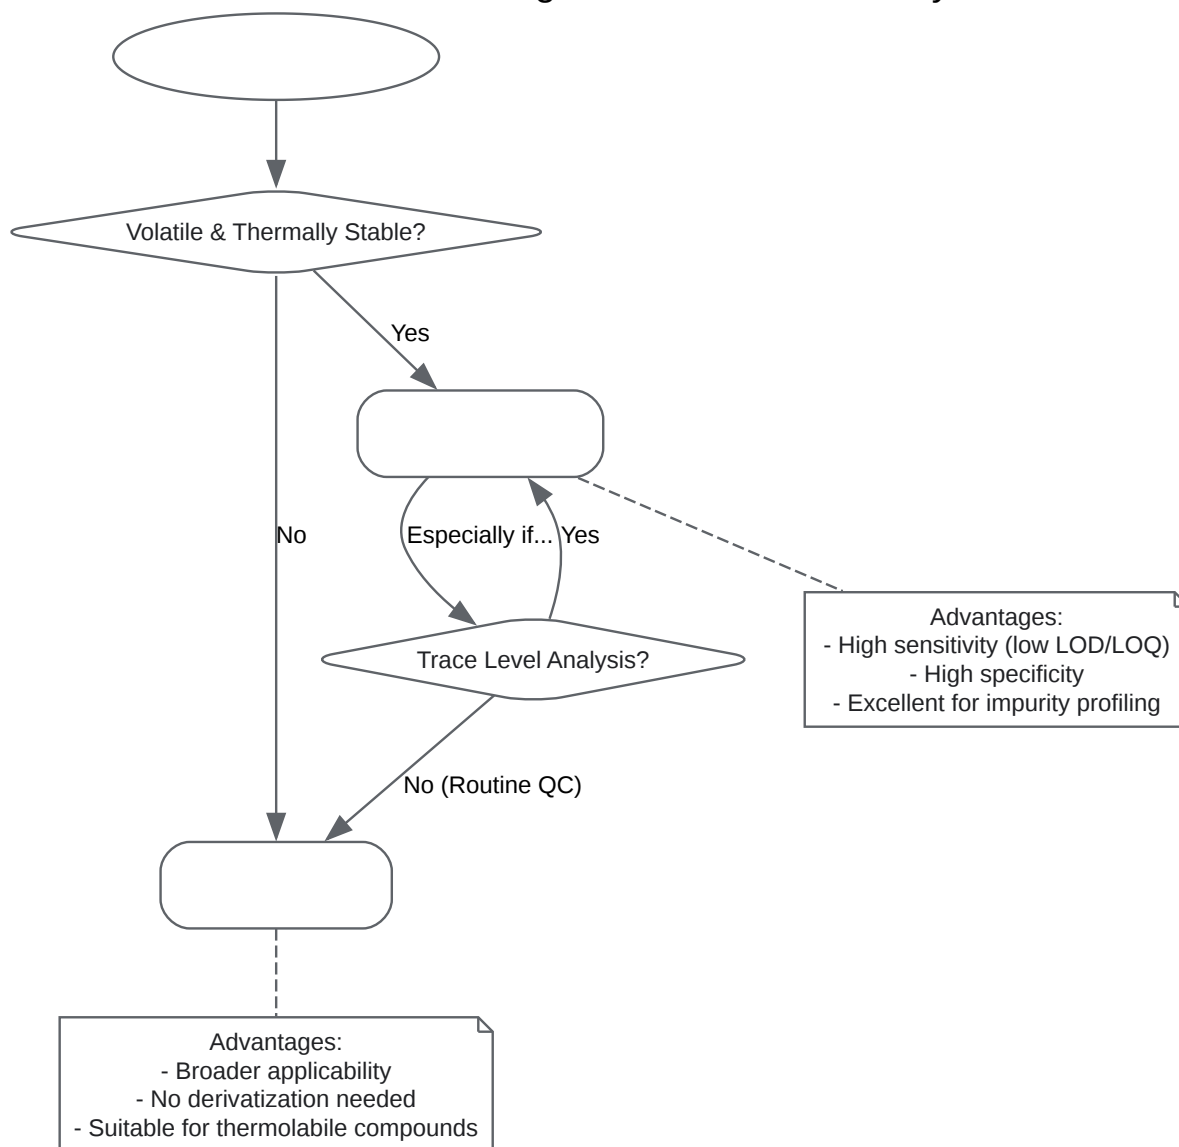 Volatile & Thermally Stable?
Yes
No
Especially if...
Yes
Advantages:
- High sensitivity (low LOD/LOQ)
- High specificity
- Excellent for impurity profiling
Trace Level Analysis?
No (Routine QC)
Advantages:
- Broader applicability
- No derivatization needed
- Suitable for thermolabile compounds